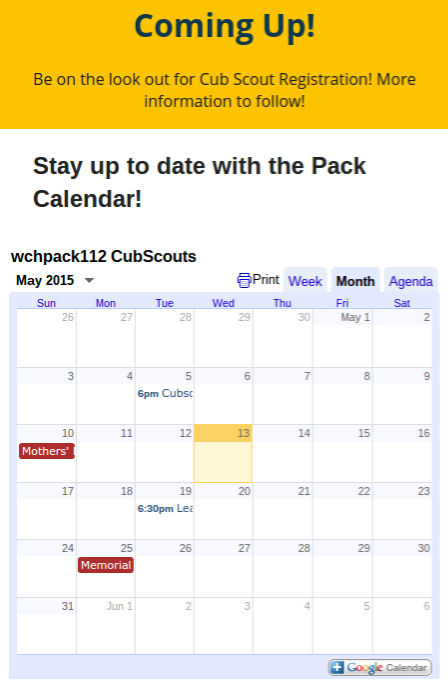 Coming Up!
Be on the look out for Cub Scout Registration! More
information to follow!
Stay up to date with the Pack
Calendar!
wchpack112 CubScouts
May 2015 Print Week Month Agenda
Sun Mon Tue Wed Thu Fri Sat
26 27 28 29 30 May 1 2
3 4 5 6 7 8 9
6pm Cubsc
10 11 12 13 14 15 16
Mothers'
17 18 19 20 21 22 23
6:30pm Lea
24 25 26 27 28 29 30
Memorial
31 Jun 1 2 3 4 5 6
Google Calendar